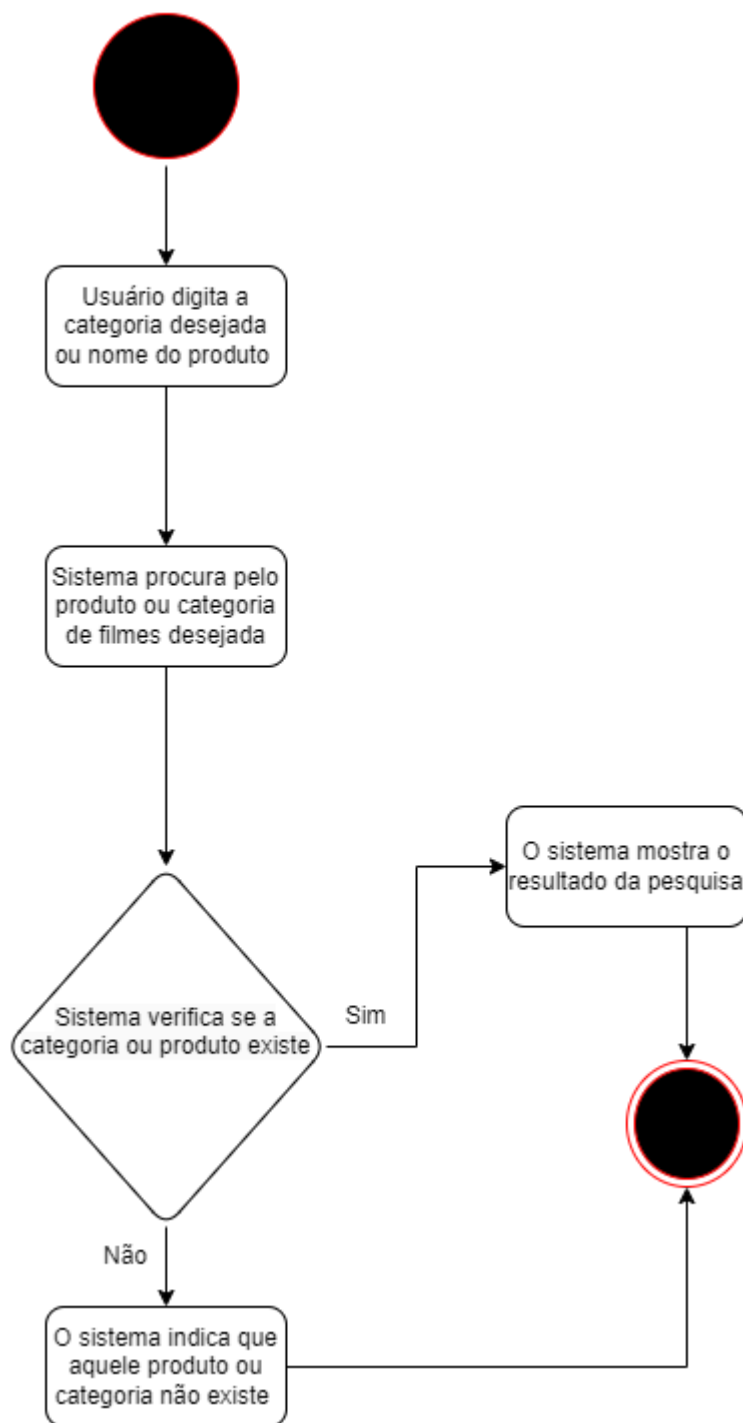 Usuário digita a
categoria desejada
ou nome do produto
Sistema procura pelo
produto ou categoria
de filmes desejada
O sistema mostra o
resultado da pesquisa
Sim
Sistema verifica se a
categoria ou produto existe
Não
O sistema indica que
aquele produto ou
categoria não existe